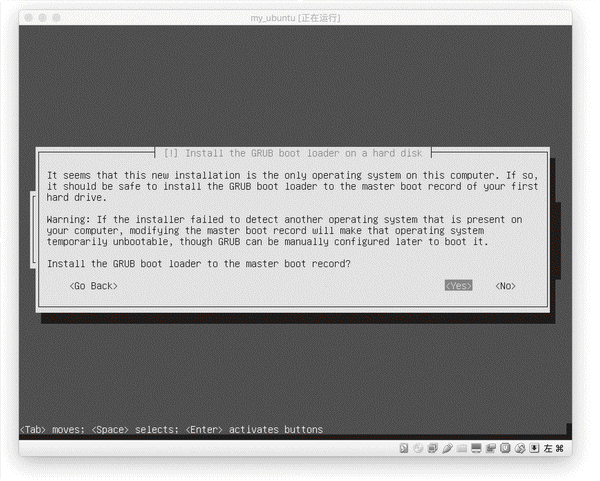 my_ubuntu [正在运行]
[!] Install the GRUB boot loader on a hard disk
It seems that this new installation is the only operating system on this computer. If so,
it should be safe to install the GRUB boot loader to the master boot record of your first
hard drive.
Warning: If the installer failed to detect another operating system that is present on
your computer, modifying the master boot record will make that operating system
temporarily unbootable, though GRUB can be manually configured later to boot it.
Install the GRUB boot loader to the master boot record?
<Go Back> <Yes> <No>
<Tab> moves; <Space> selects; <Enter> activates buttons
左 ⌘